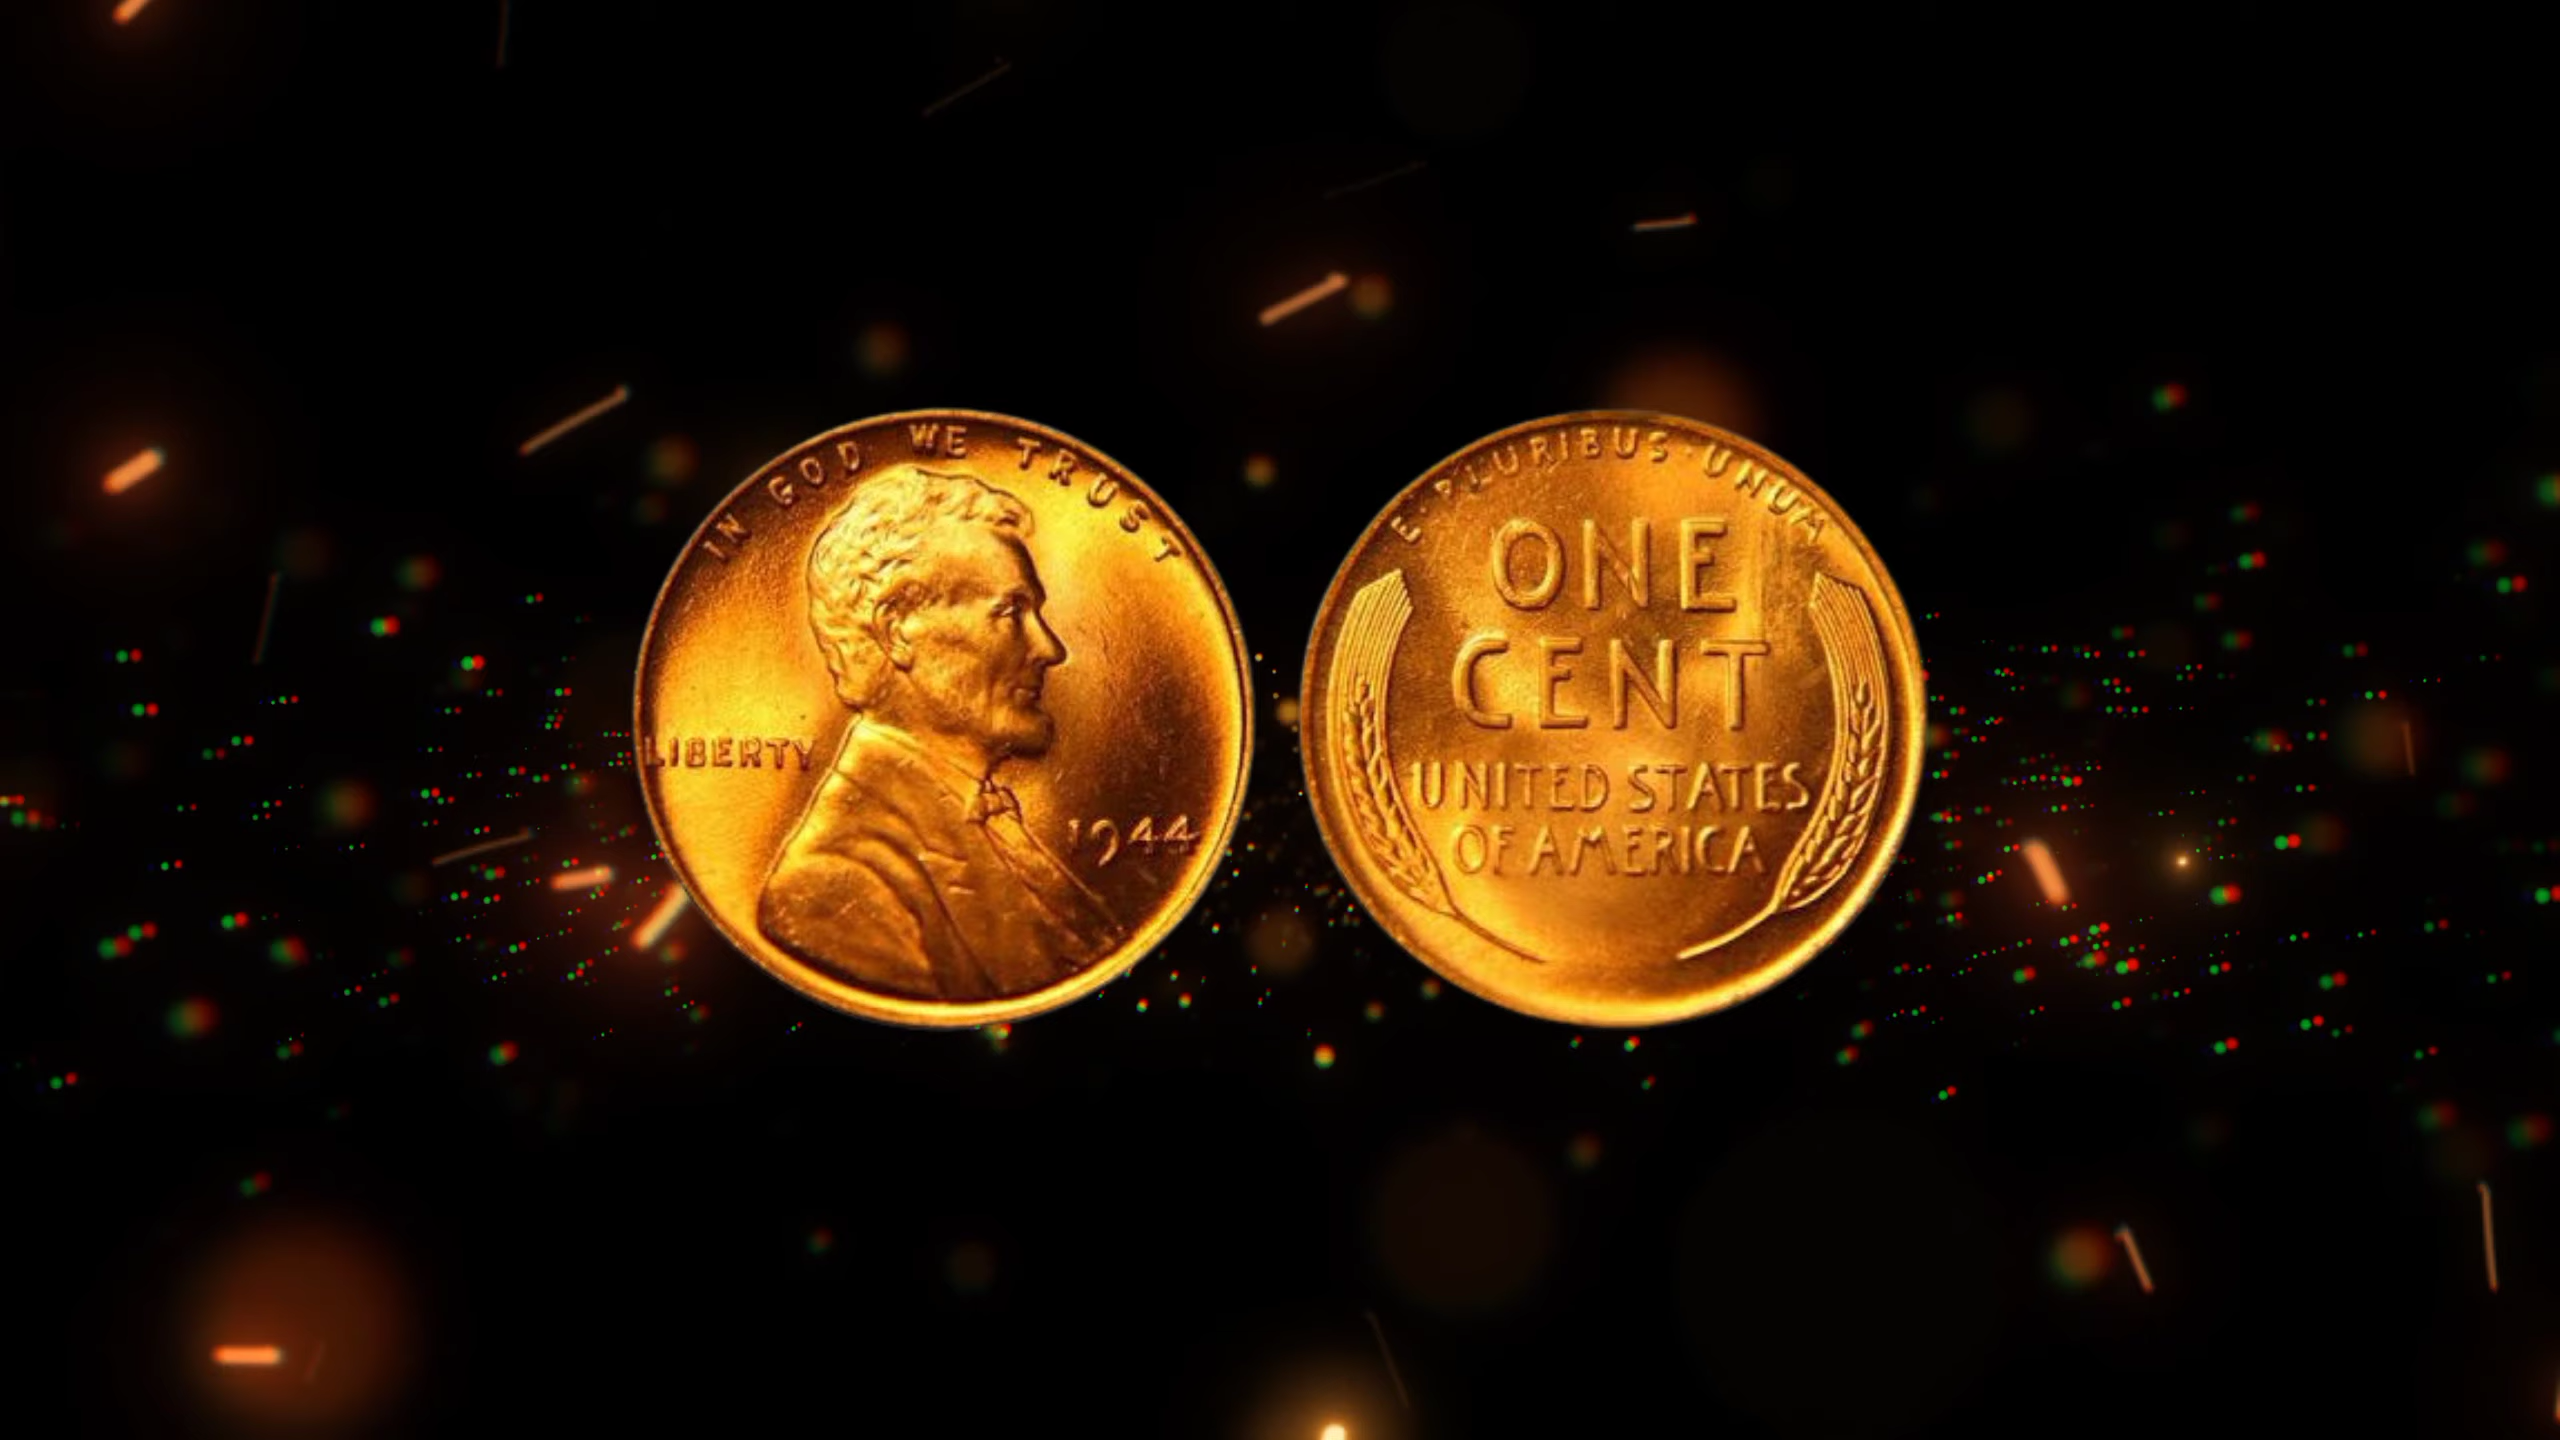 IN GOD WE TRUST
LIBERTY
1944
E·PLURIBUS·UNUM
ONE
CENT
UNITED STATES
OF AMERICA